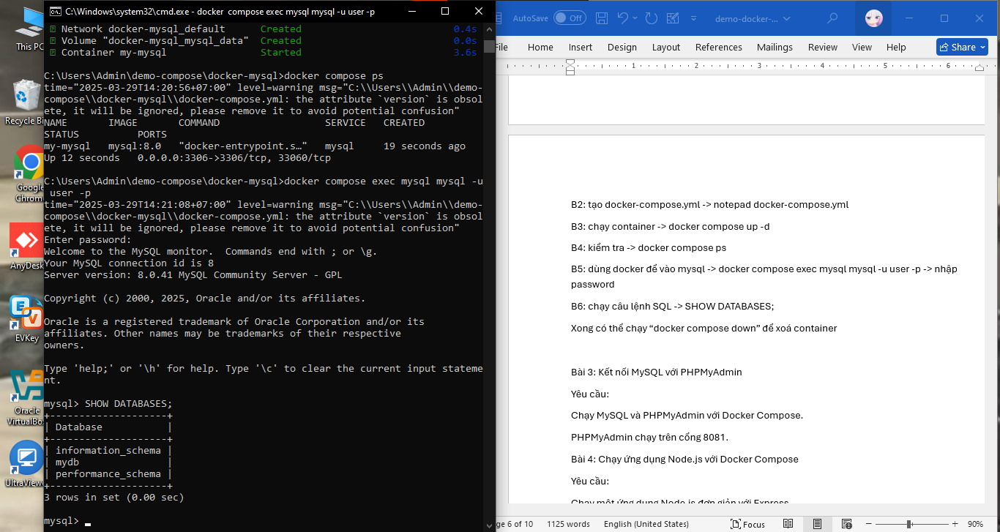 This PC
Recycle Bi
Google
Chrom
AnyDesk
EVKey
Oracle
VirtualBox
UltraViewe
C:\Windows\system32\cmd.exe - docker compose exec mysql mysql -u user -p
Network docker-mysql_default Created 0.4s
Volume "docker-mysql_mysql_data" Created 0.0s
Container my-mysql Started 3.6s
C:\Users\Admin\demo-compose\docker-mysql>docker compose ps
time="2025-03-29T14:20:56+07:00" level=warning msg="C:\\Users\\Admin\\demo-
compose\\docker-mysql\\docker-compose.yml: the attribute `version` is obsol
ete, it will be ignored, please remove it to avoid potential confusion"
NAME IMAGE COMMAND SERVICE CREATED
STATUS PORTS
my-mysql mysql:8.0 "docker-entrypoint.s…" mysql 19 seconds ago
Up 12 seconds 0.0.0.0:3306->3306/tcp, 33060/tcp
C:\Users\Admin\demo-compose\docker-mysql>docker compose exec mysql mysql -u
user -p
time="2025-03-29T14:21:08+07:00" level=warning msg="C:\\Users\\Admin\\demo-
compose\\docker-mysql\\docker-compose.yml: the attribute `version` is obsol
ete, it will be ignored, please remove it to avoid potential confusion"
Enter password:
Welcome to the MySQL monitor. Commands end with ; or \g.
Your MySQL connection id is 8
Server version: 8.0.41 MySQL Community Server - GPL
Copyright (c) 2000, 2025, Oracle and/or its affiliates.
Oracle is a registered trademark of Oracle Corporation and/or its
affiliates. Other names may be trademarks of their respective
owners.
Type 'help;' or '\h' for help. Type '\c' to clear the current input stateme
nt.
mysql> SHOW DATABASES;
+--------------------+
| Database |
+--------------------+
| information_schema |
| mydb |
| performance_schema |
+--------------------+
3 rows in set (0.00 sec)
mysql>
AutoSave Off demo-docker-...
File Home Insert Design Layout References Mailings Review View Help Share
1 2 3 4 5 6
B2: tạo docker-compose.yml -> notepad docker-compose.yml
B3: chạy container -> docker compose up -d
B4: kiểm tra -> docker compose ps
B5: dùng docker để vào mysql -> docker compose exec mysql mysql -u user -p -> nhập
password
B6: chạy câu lệnh SQL -> SHOW DATABASES;
Xong có thể chạy “docker compose down” để xoá container
Bài 3: Kết nối MySQL với PHPMyAdmin
Yêu cầu:
Chạy MySQL và PHPMyAdmin với Docker Compose.
PHPMyAdmin chạy trên cổng 8081.
Bài 4: Chạy ứng dụng Node.js với Docker Compose
Yêu cầu:
Chạy một ứng dụng Node.js đơn giản với Express
ge 6 of 10 1125 words English (United States) Focus 90%